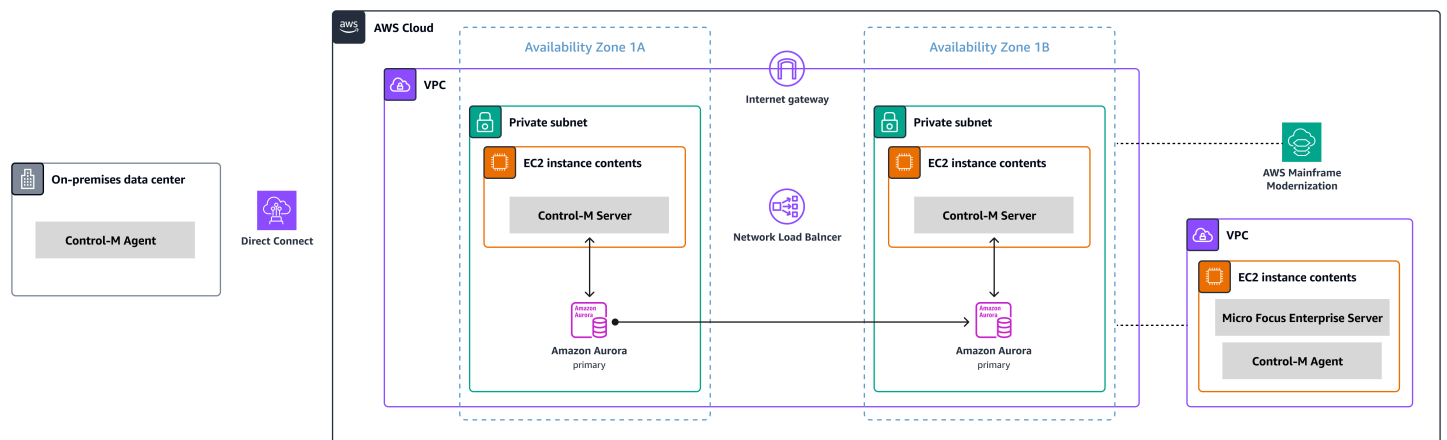 aws
AWS Cloud
Availability Zone 1A
Availability Zone 1B
VPC
Internet gateway
Private subnet
Private subnet
EC2 instance contents
EC2 instance contents
AWS Mainframe
Modernization
On-premises data center
Control-M Agent
Direct Connect
Control-M Server
Network Load Balncer
Control-M Server
VPC
EC2 instance contents
Micro Focus Enterprise Server
Control-M Agent
Amazon
Aurora
Amazon Aurora
primary
Amazon
Aurora
Amazon Aurora
primary